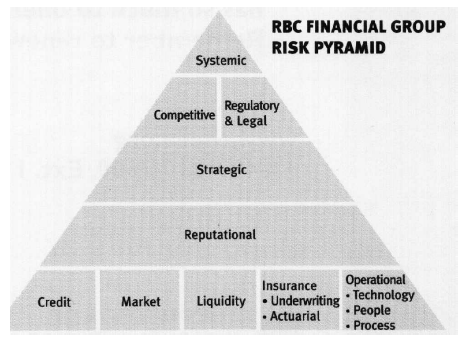 RBC FINANCIAL GROUP
RISK PYRAMID
Systemic
Competitive
Regulatory
& Legal
Strategic
Reputational
Credit
Market
Liquidity
Insurance
• Underwriting
• Actuarial
Operational
• Technology
• People
• Process